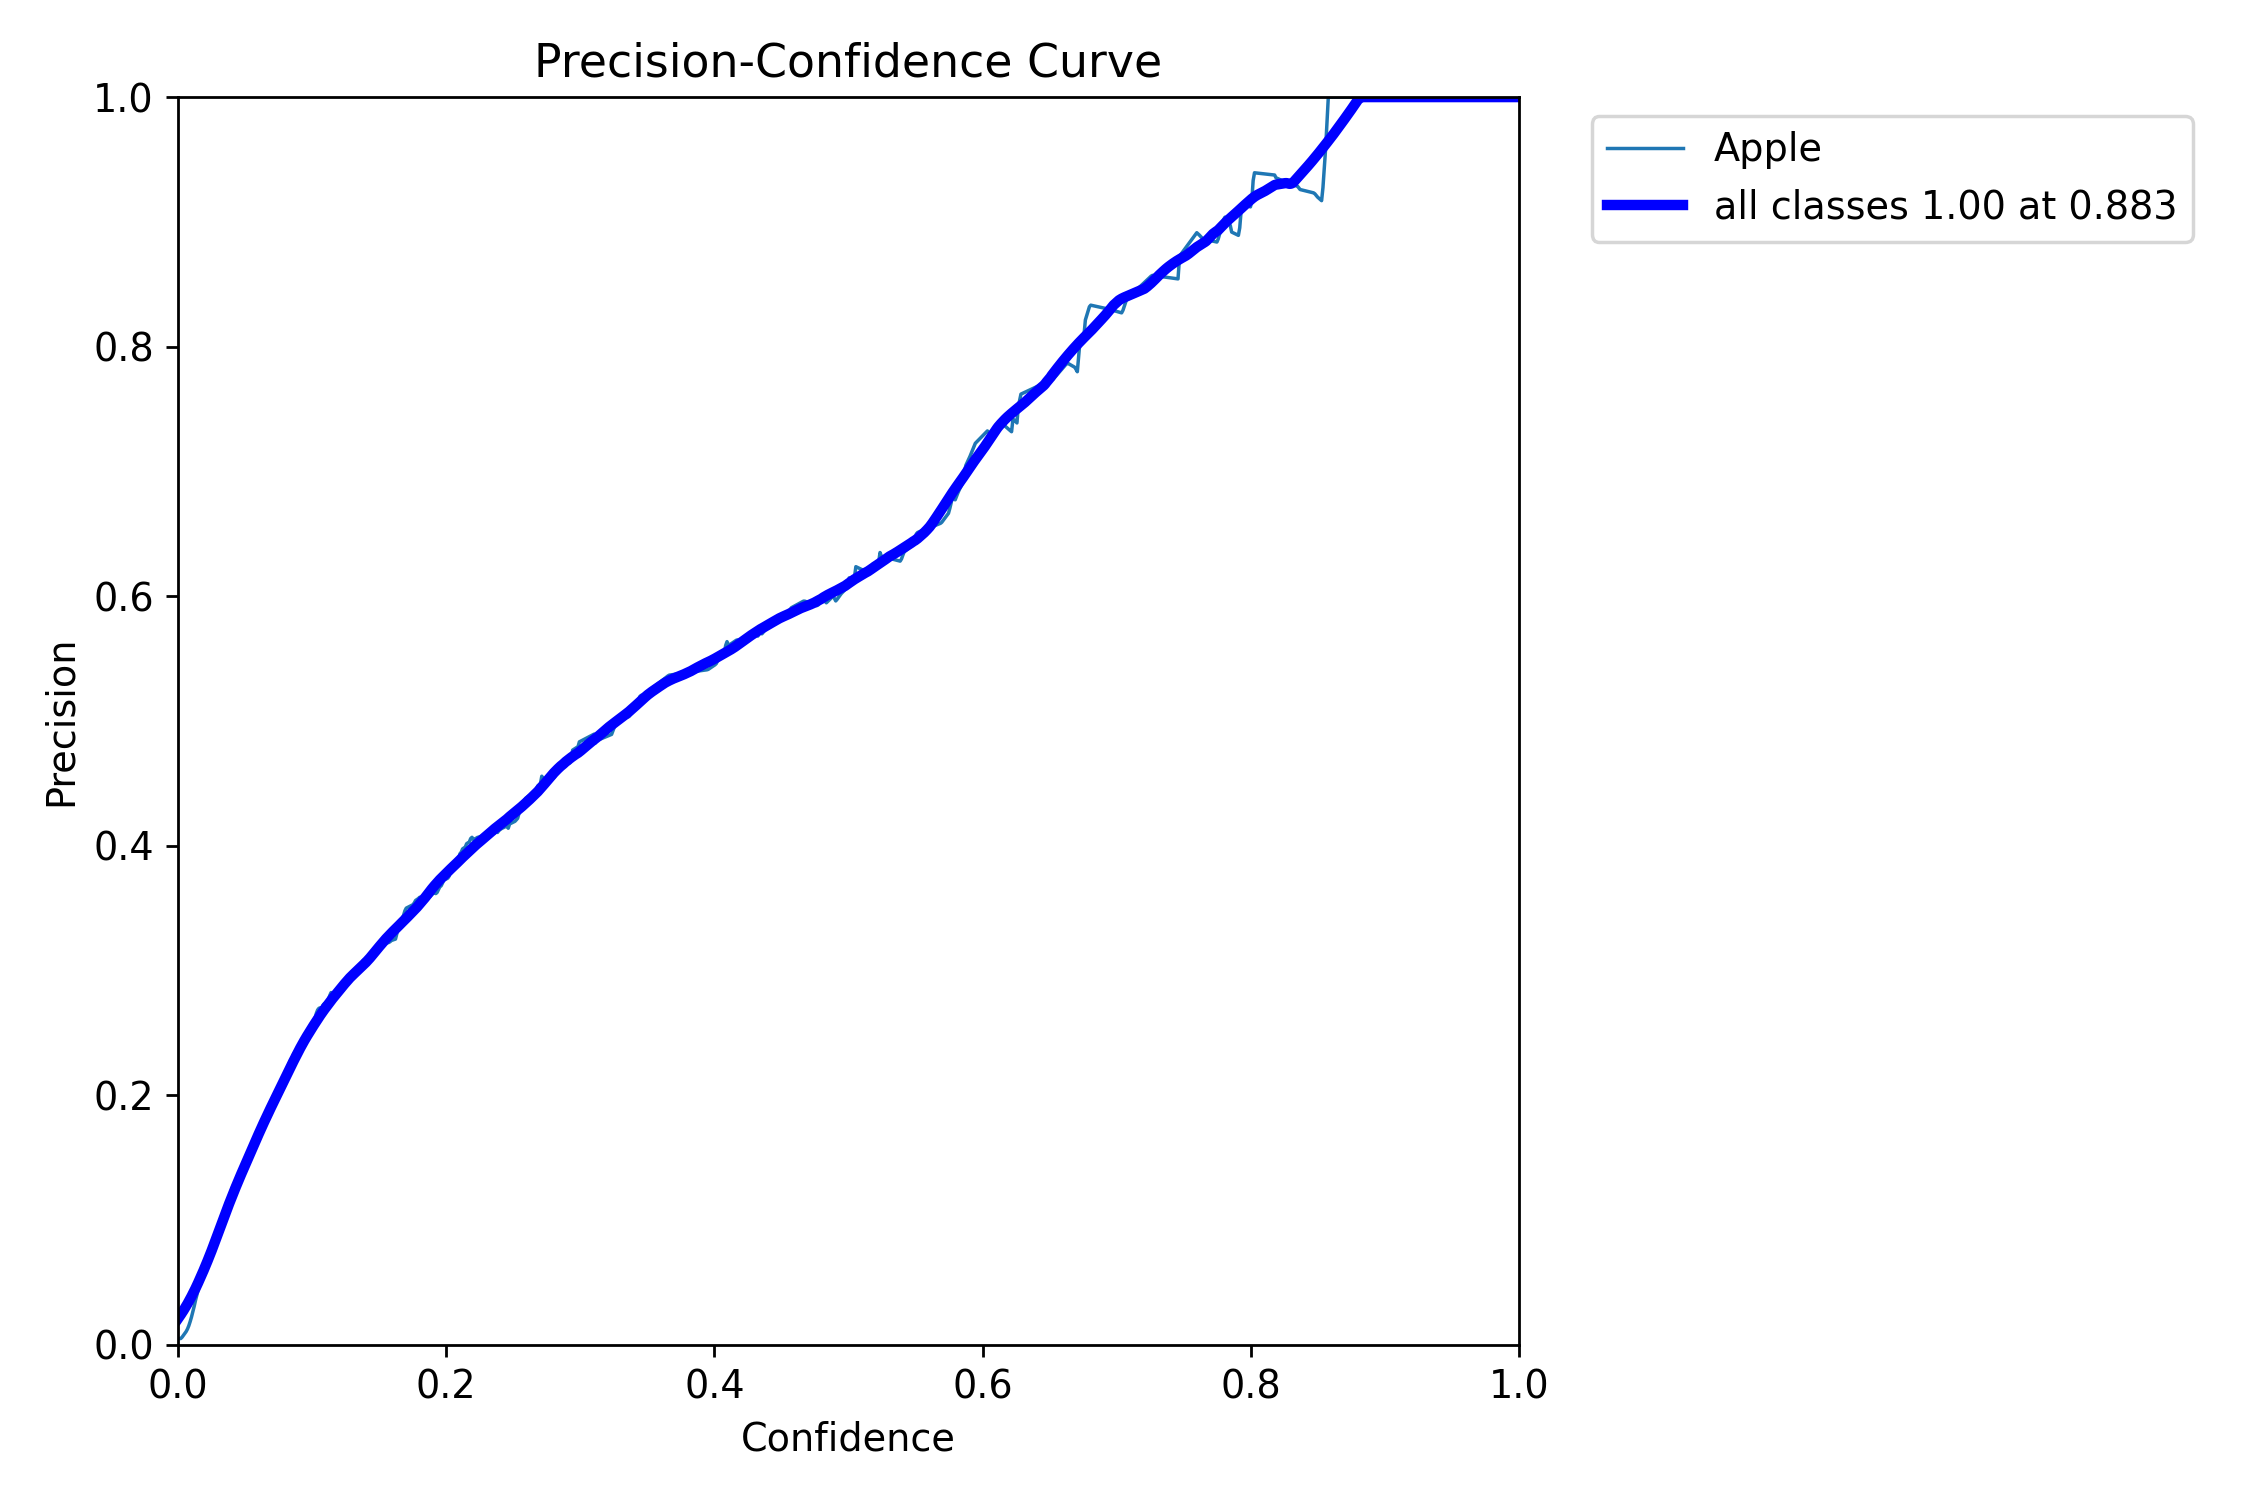 Precision-Confidence Curve
1.0
0.8
0.6
0.4
0.2
0.0
Precision
0.0 0.2 0.4 0.6 0.8 1.0
Confidence
Apple
all classes 1.00 at 0.883